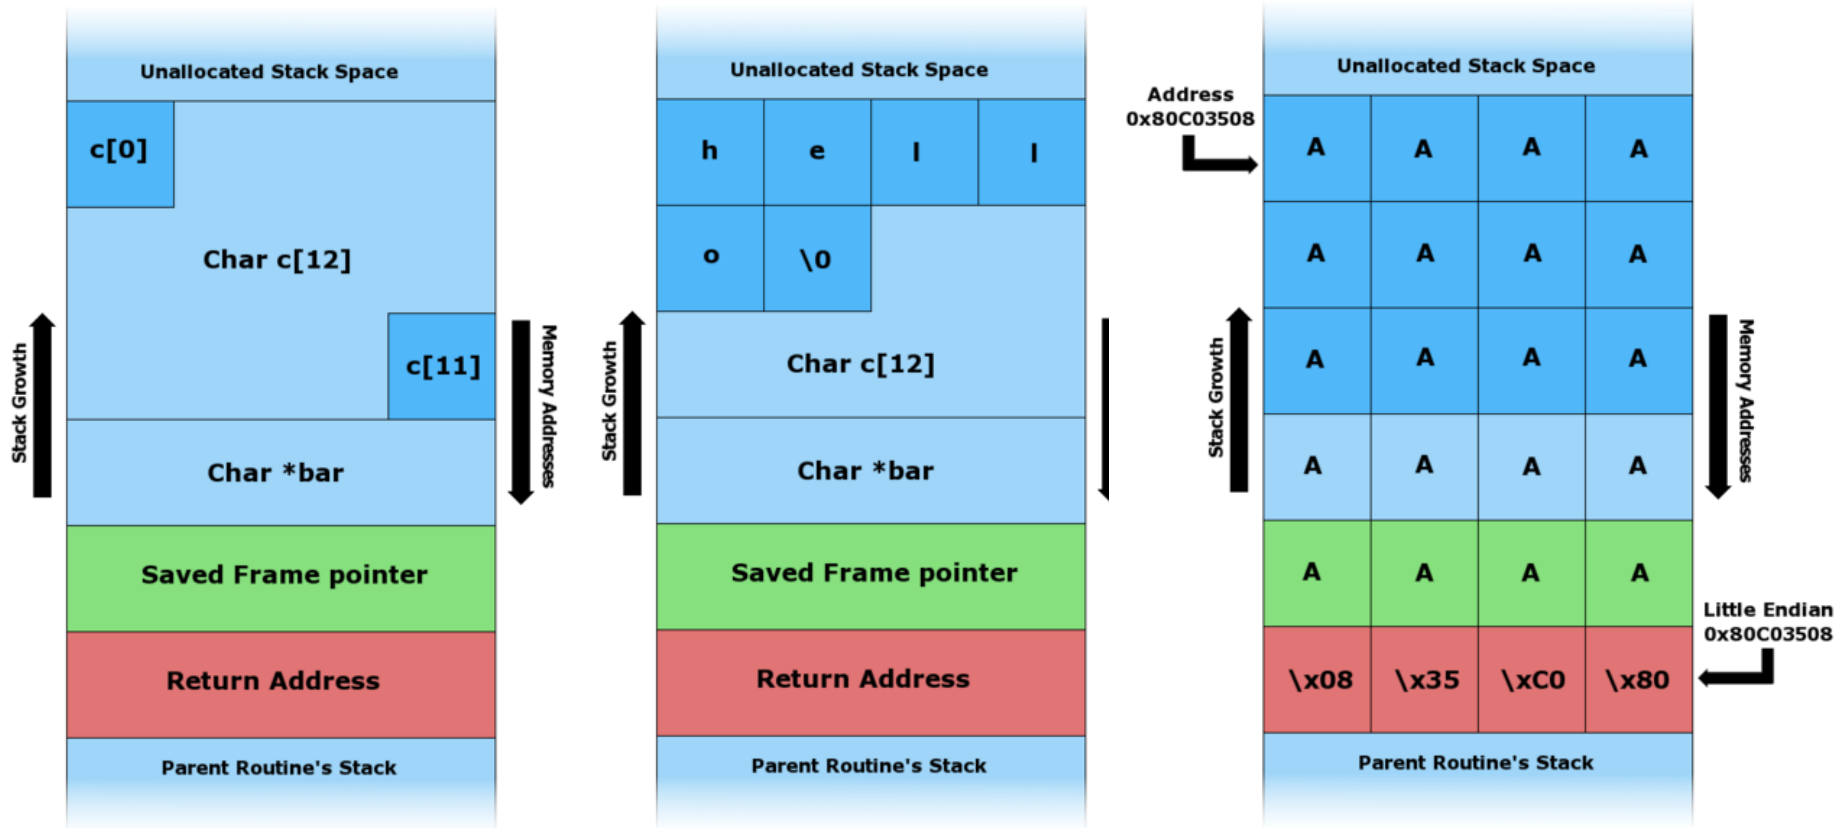 Unallocated Stack Space
c[0]
Char c[12]
c[11]
Char *bar
Saved Frame pointer
Return Address
Parent Routine's Stack
Stack Growth
Memory Addresses
Unallocated Stack Space
h e l l
o \0
Char c[12]
Char *bar
Saved Frame pointer
Return Address
Parent Routine's Stack
Stack Growth
Address
0x80C03508
Unallocated Stack Space
A A A A
A A A A
A A A A
A A A A
A A A A
\x08 \x35 \xC0 \x80
Parent Routine's Stack
Stack Growth
Memory Addresses
Little Endian
0x80C03508